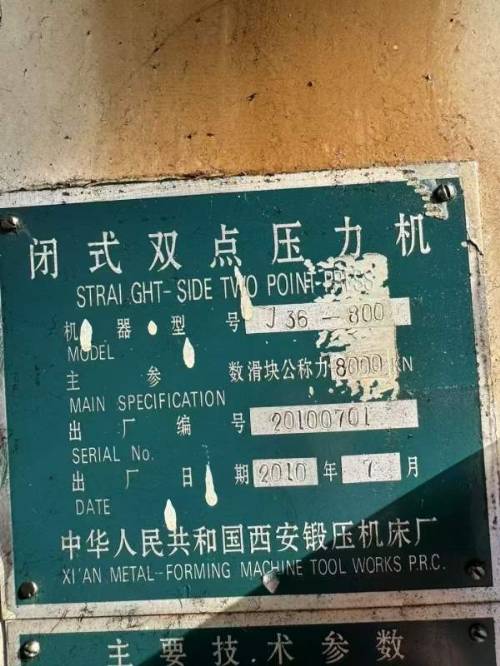 闭式双点压力机
STRAIGHT-SIDE TWO POINT PRESS
机器型号 J36-800
MODEL
主参数 滑块公称力 8000 KN
MAIN SPECIFICATION
出厂编号 20100701
SERIAL No.
出厂日期 2010 年 7 月
DATE
中华人民共和国西安锻压机床厂
XI'AN METAL-FORMING MACHINE TOOL WORKS P.R.C.
主要技术参数